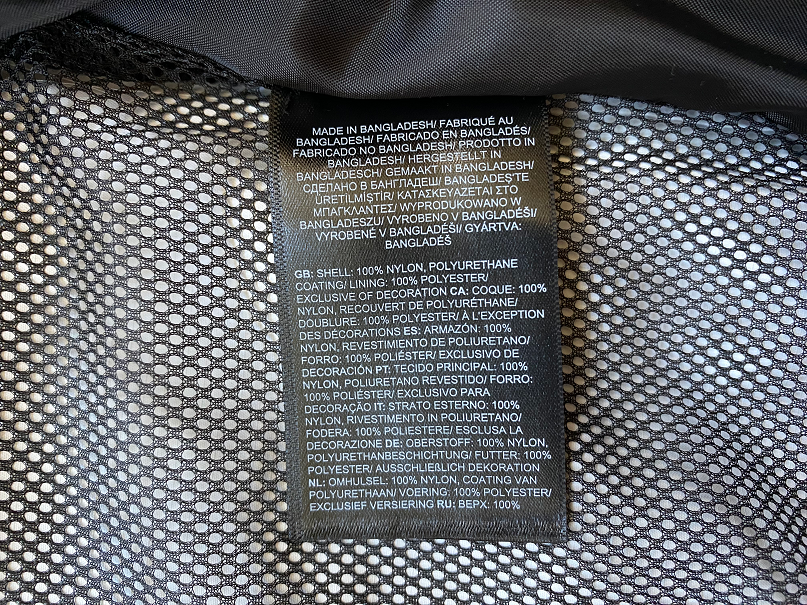 MADE IN BANGLADESH/ FABRIQUÉ AU
BANGLADESH/ FABRICADO EN BANGLADÉS/
FABRICADO NO BANGLADESH/ PRODOTTO IN
BANGLADESH/ HERGESTELLT IN
BANGLADESCH/ GEMAAKT IN BANGLADESH/
СДЕЛАНО В БАНГЛАДЕШ/ BANGLADEŞ'TE
ÜRETİLMİŞTİR/ ΚΑΤΑΣΚΕΥΑΖΕΤΑΙ ΣΤΟ
ΜΠΑΓΚΛΑΝΤΕΣ/ WYPRODUKOWANO W
BANGLADESZU/ VYROBENO V BANGLADÉŠI/
VYROBENÉ V BANGLADÉŠI/ GYÁRTVA:
BANGLADÉŠ
GB: SHELL: 100% NYLON, POLYURETHANE
COATING/ LINING: 100% POLYESTER/
EXCLUSIVE OF DECORATION CA: COQUE: 100%
NYLON, RECOUVERT DE POLYURÉTHANE/
DOUBLURE: 100% POLYESTER/ À L'EXCEPTION
DES DÉCORATIONS ES: ARMAZÓN: 100%
NYLON, REVESTIMENTO DE POLIURETANO/
FORRO: 100% POLIÉSTER/ EXCLUSIVO DE
DECORACIÓN PT: TECIDO PRINCIPAL: 100%
NYLON, POLIURETANO REVESTIDO/ FORRO:
100% POLIÉSTER/ EXCLUSIVO PARA
DECORAÇÃO IT: STRATO ESTERNO: 100%
NYLON, RIVESTIMENTO IN POLIURETANO/
FODERA: 100% POLIESTERE/ ESCLUSA LA
DECORAZIONE DE: OBERSTOFF: 100% NYLON,
POLYURETHANBESCHICHTUNG/ FUTTER: 100%
POLYESTER/ AUSSCHLIEßLICH DEKORATION
NL: OMHULSEL: 100% NYLON, COATING VAN
POLYURETHAAN/ VOERING: 100% POLYESTER/
EXCLUSIEF VERSIERING RU: ВЕРХ: 100%